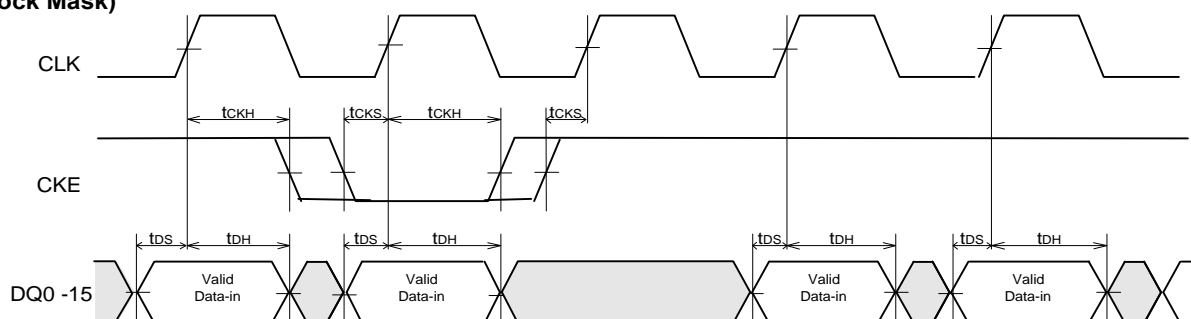 ock Mask)
CLK
tCKH tCKS tCKH tCKS
CKE
tDS tDH tDS tDH tDS tDH tDS tDH
Valid Valid Valid Valid
Data-in Data-in Data-in Data-in
DQ0 -15